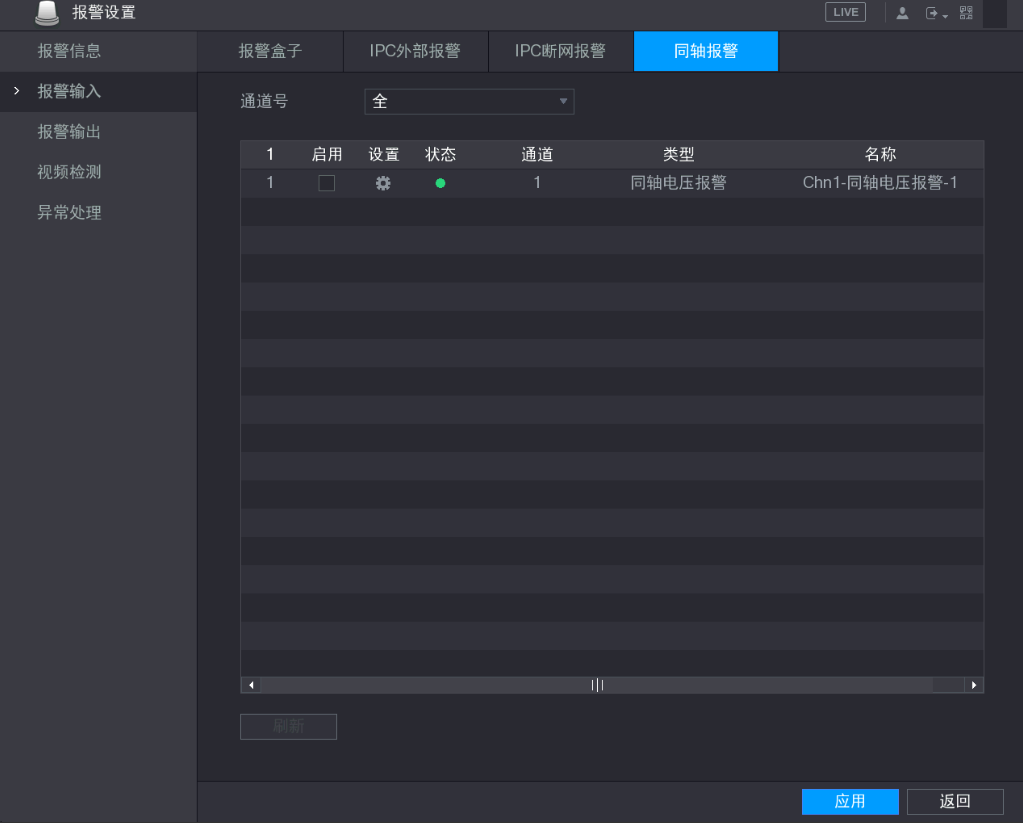 报警设置
LIVE
报警信息
报警输入
报警输出
视频检测
异常处理
报警盒子 IPC外部报警 IPC断网报警 同轴报警
通道号 全
1 启用 设置 状态 通道 类型 名称
1 1 同轴电压报警 Chn1-同轴电压报警-1
刷新
应用 返回